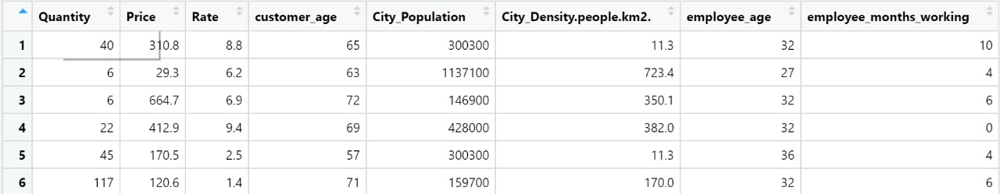 Quantity Price Rate customer_age City_Population City_Density.people.km2. employee_age employee_months_working
1 40 310.8 8.8 65 300300 11.3 32 10
2 6 29.3 6.2 63 1137100 723.4 27 4
3 6 664.7 6.9 72 146900 350.1 32 6
4 22 412.9 9.4 69 428000 382.0 32 0
5 45 170.5 2.5 57 300300 11.3 36 4
6 117 120.6 1.4 71 159700 170.0 32 6